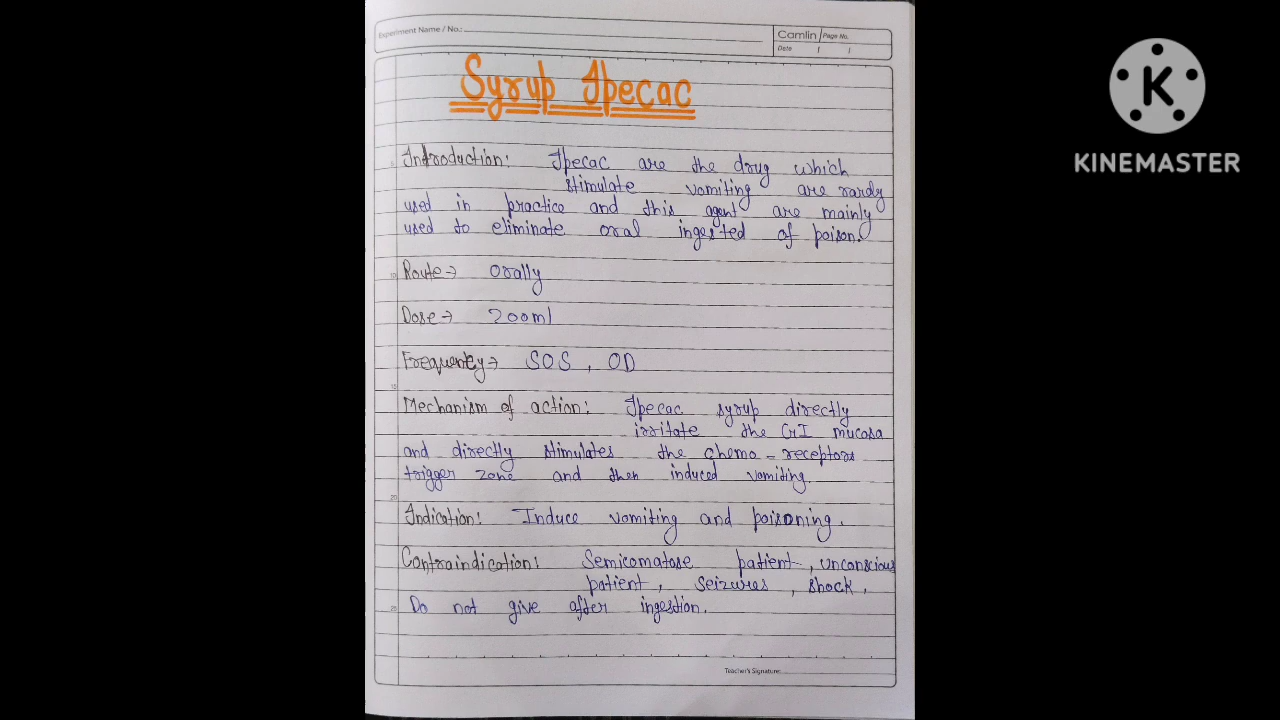 Experiment Name / No.:
Camlin Page No.
Date / /
Syrup Ipecac
Introduction: Ipecac are the drug which
stimulate vomiting are rarely
used in practice and this agent are mainly
used to eliminate oral ingested of poison.
Route→ Orally
Dose→ 200ml
Frequency→ SOS, OD
Mechanism of action: Ipecac syrup directly
irritate the GI mucosa
and directly stimulates the chemo-receptors
trigger zone and then induced vomiting.
Indication: Induce vomiting and poisoning.
Contraindication: Semicomatose patient, unconscious
patient, seizures, shock,
Do not give after ingestion.
Teacher's Signature:
K
KINEMASTER